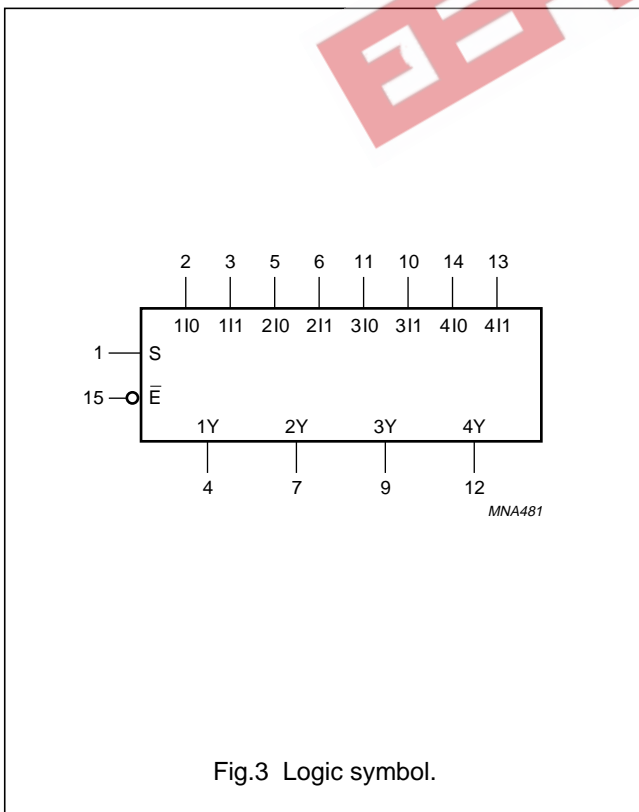 2 3 5 6 11 10 14 13
1I0 1I1 2I0 2I1 3I0 3I1 4I0 4I1
1 S
15 E̅
1Y 2Y 3Y 4Y
4 7 9 12
MNA481
Fig.3 Logic symbol.